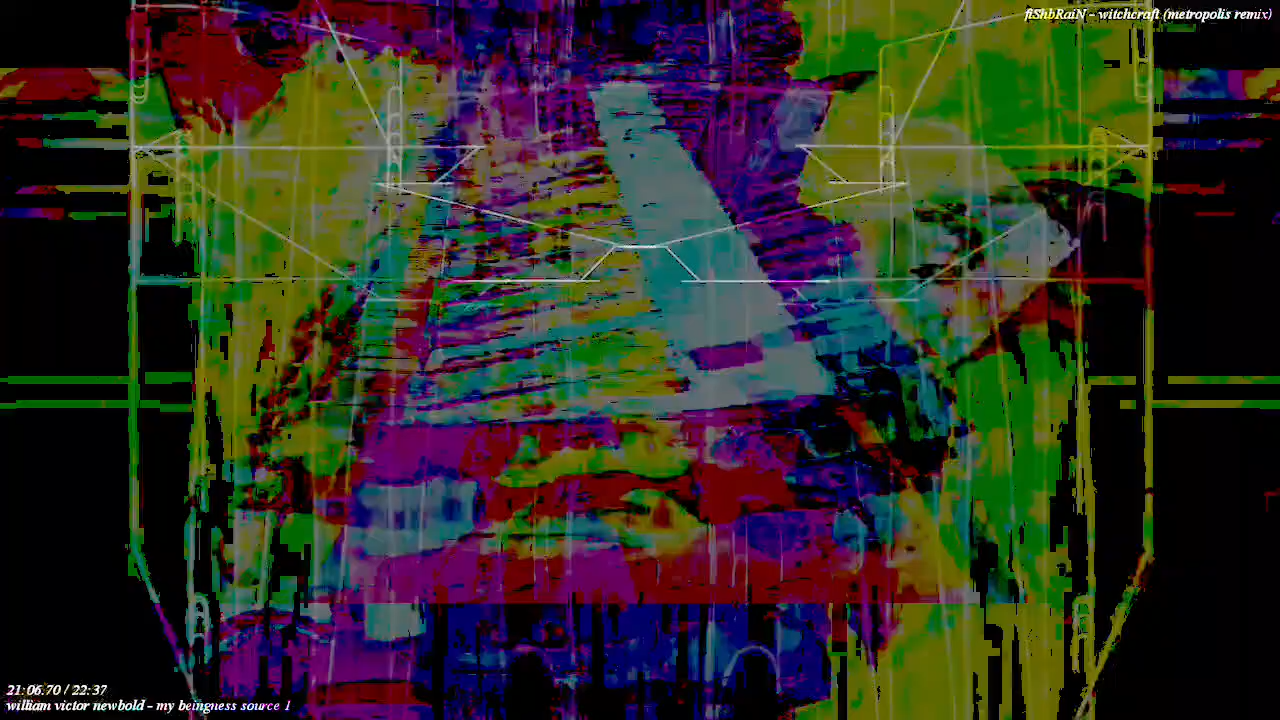 fiShbRaiN - witchcraft (metropolis remix)
21:06.70 / 22:37
william victor newbold - my beingness source 1